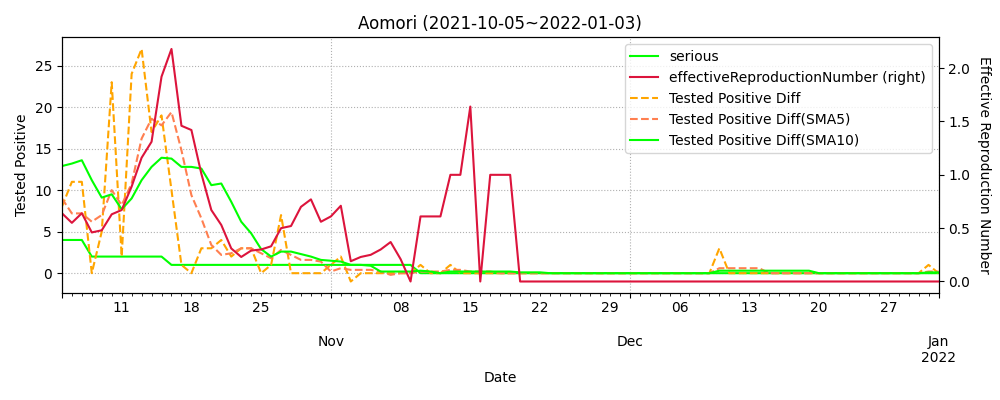 Aomori (2021-10-05~2022-01-03)
serious
effectiveReproductionNumber (right)
Tested Positive Diff
Tested Positive Diff(SMA5)
Tested Positive Diff(SMA10)
Tested Positive
25
20
15
10
5
0
Effective Reproduction Number
2.0
1.5
1.0
0.5
0.0
11 18 25 08 15 22 29 06 13 20 27
Nov Dec Jan
2022
Date